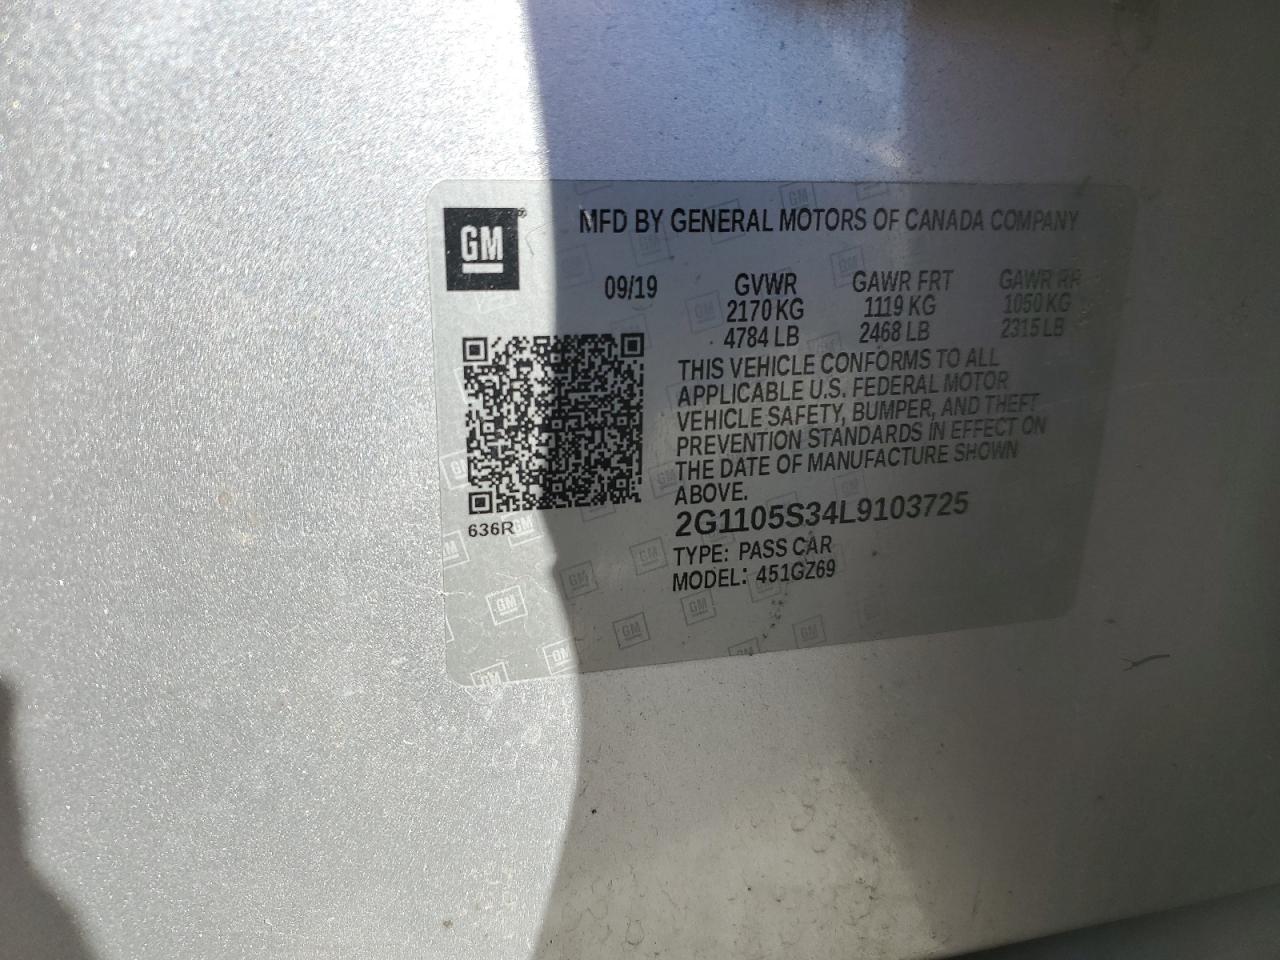 GM
MFD BY GENERAL MOTORS OF CANADA COMPANY
09/19 GVWR GAWR FRT GAWR RR
2170 KG 1119 KG 1050 KG
4784 LB 2468 LB 2315 LB
THIS VEHICLE CONFORMS TO ALL
APPLICABLE U.S. FEDERAL MOTOR
VEHICLE SAFETY, BUMPER, AND THEFT
PREVENTION STANDARDS IN EFFECT ON
THE DATE OF MANUFACTURE SHOWN
ABOVE.
2G1105S34L9103725
636R
TYPE: PASS CAR
MODEL: 451GZ69